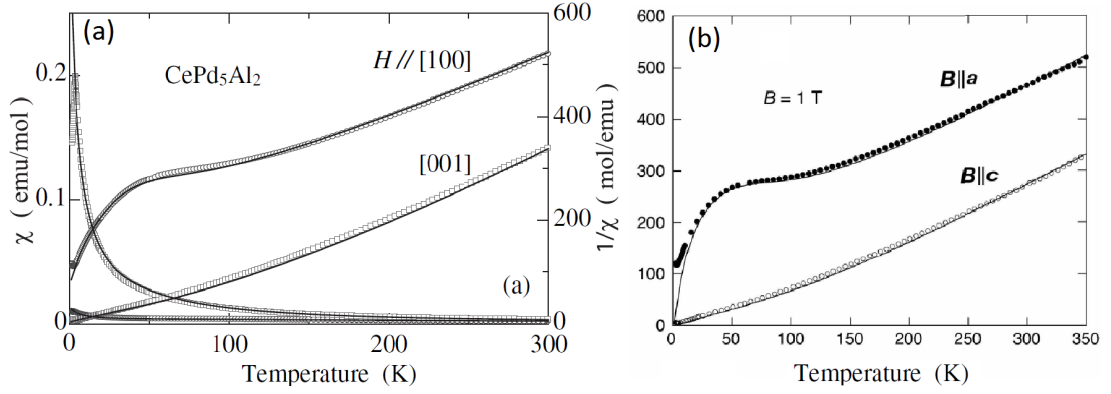 (a)
CePd₅Al₂
H // [100]
[001]
(a)
χ ( emu/mol)
0.2
0.1
0
600
400
200
0
1/χ ( mol/emu)
0
100
200
300
Temperature (K)
(b)
B = 1 T
B||a
B||c
600
500
400
300
200
100
0
0
50
100
150
200
250
300
350
Temperature (K)